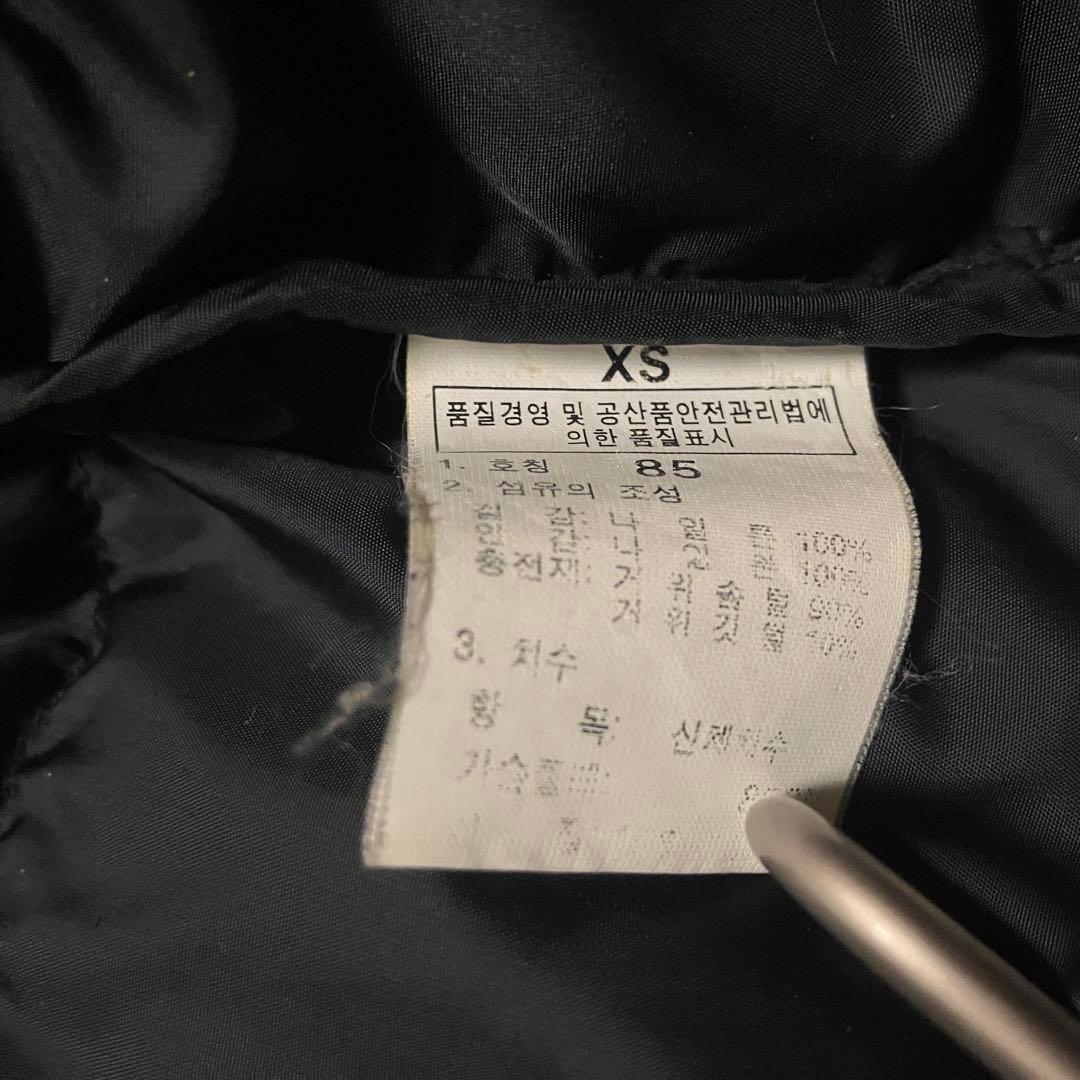 XS
품질경영 및 공산품안전관리법에
의한 품질표시
1. 호칭 85
2. 섬유의 조성
겉감: 나일론 100%
안감: 나일론 100%
충전재: 거위 솜털 90%
거위 깃털 10%
3. 치수
항 목: 신체치수
가슴둘레: